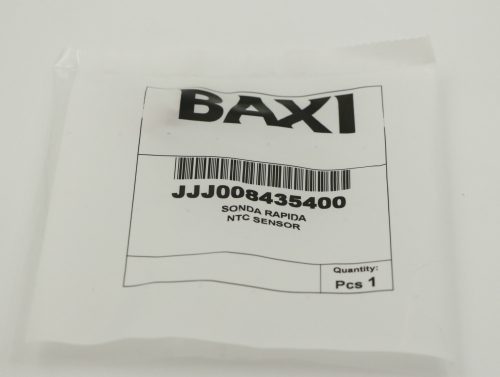 BAXI
JJJ008435400
SONDA RAPIDA
NTC SENSOR
Quantity:
Pcs 1